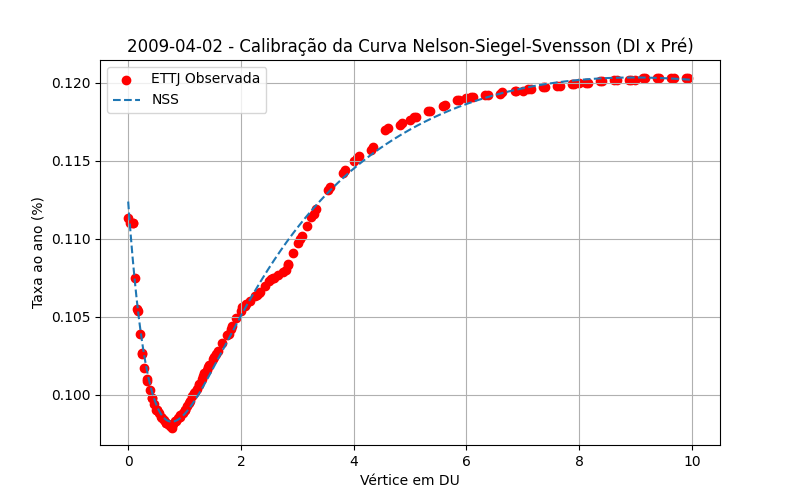 2009-04-02 - Calibração da Curva Nelson-Siegel-Svensson (DI x Pré)
ETTJ Observada
NSS
Taxa ao ano (%)
0.120
0.115
0.110
0.105
0.100
0 2 4 6 8 10
Vértice em DU